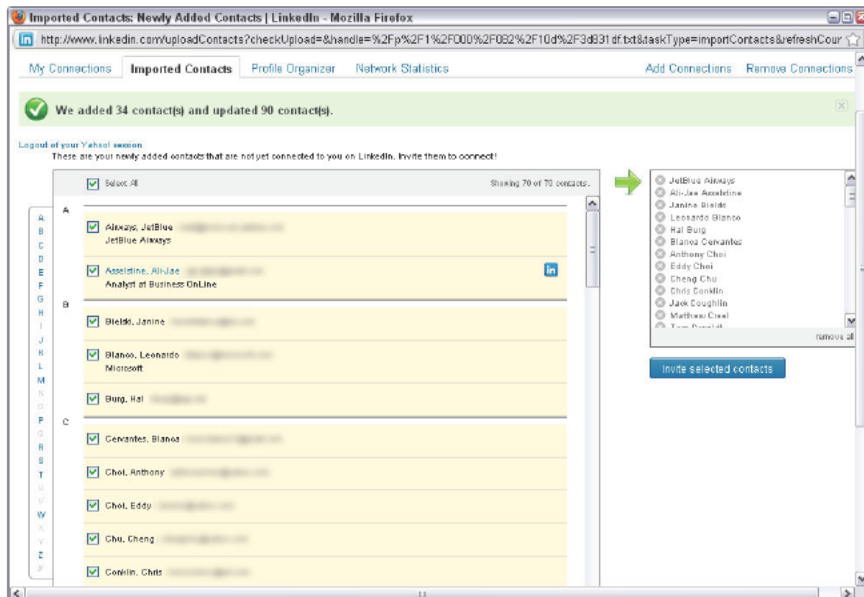 Imported Contacts: Newly Added Contacts | LinkedIn - Mozilla Firefox
http://www.linkedin.com/uploadContacts?checkUpload=&handle=%2Fp%2F1%2F000%2F082%2F10d%2F3d831df.txt&taskType=importContacts&refreshCour
My Connections Imported Contacts Profile Organizer Network Statistics Add Connections Remove Connections
We added 34 contact(s) and updated 90 contact(s).
Logout of your Yahoo! session
These are your newly added contacts that are not yet connected to you on LinkedIn. Invite them to connect!
Select All Showing 70 of 70 contacts.
A
B
C
D
E
F
G
H
I
J
K
L
M
N
O
P
Q
R
S
T
U
V
W
X
Y
Z
#
A
Airways, JetBlue
JetBlue Airways
Asselstine, Ali-Jae
in
Analyst at Business OnLine
B
Bielski, Janine
Blanco, Leonardo
Microsoft
Burg, Hal
C
Cervantes, Blanca
Choi, Anthony
Choi, Eddy
Chu, Cheng
Conklin, Chris
JetBlue Airways
Ali-Jae Asselstine
Janine Bielski
Leonardo Blanco
Hal Burg
Blanca Cervantes
Anthony Choi
Eddy Choi
Cheng Chu
Chris Conklin
Jack Coughlin
Matthew Creel
remove all
Invite selected contacts